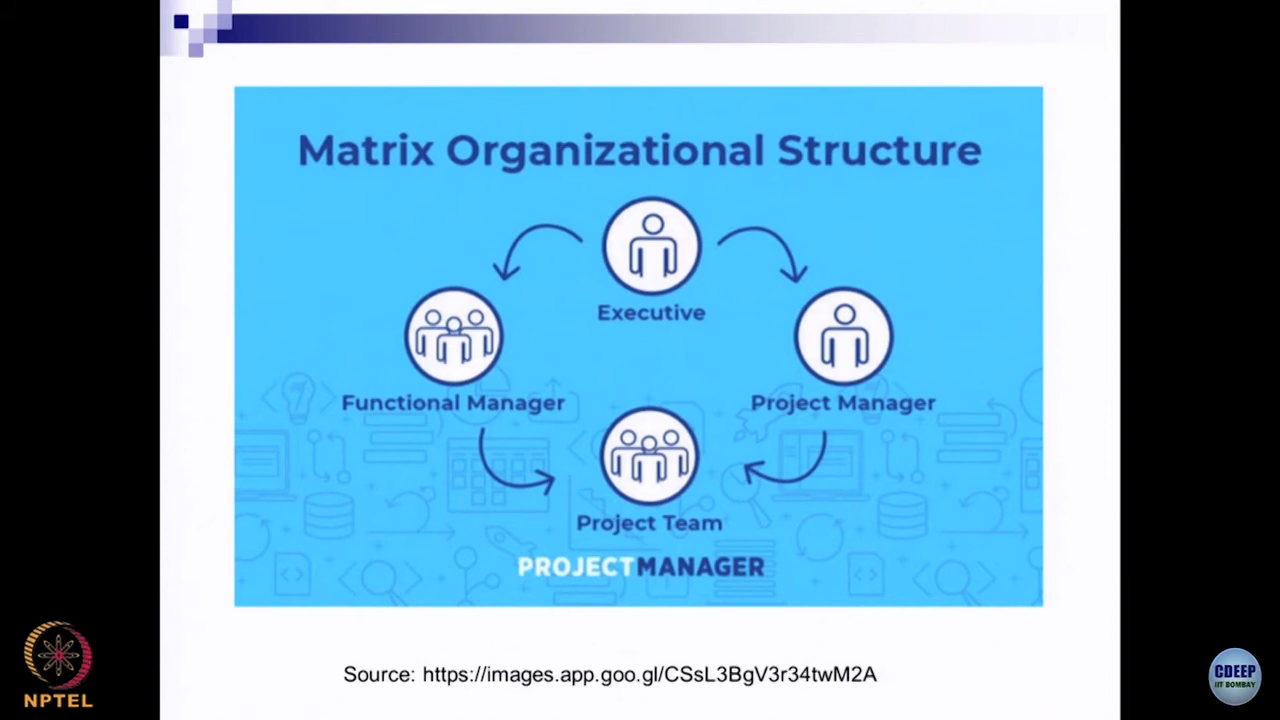 Matrix Organizational Structure
Executive
Functional Manager
Project Manager
Project Team
PROJECTMANAGER
Source: https://images.app.goo.gl/CSsL3BgV3r34twM2A
NPTEL
CDEEP
IIT BOMBAY